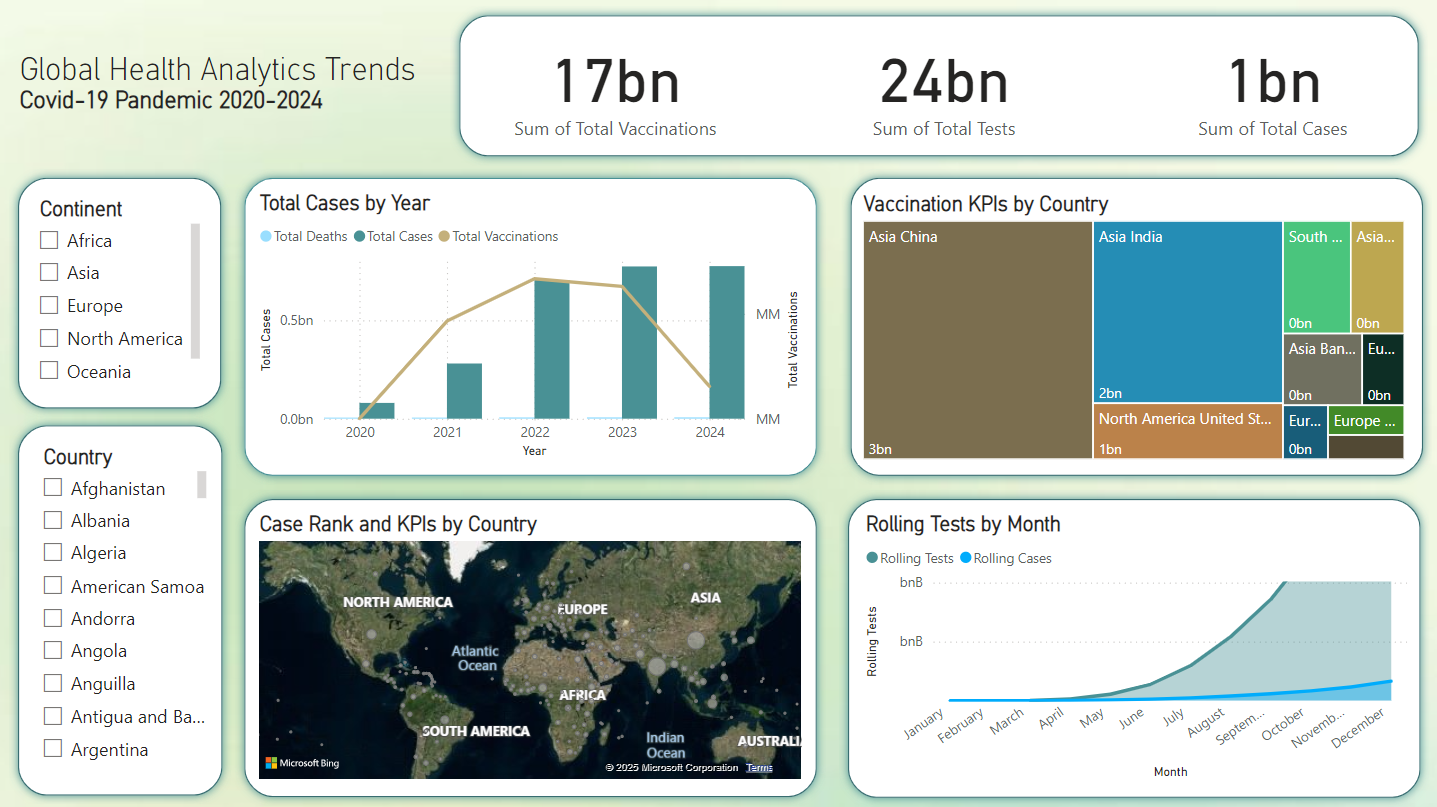 Global Health Analytics Trends
Covid-19 Pandemic 2020-2024
17bn
Sum of Total Vaccinations
24bn
Sum of Total Tests
1bn
Sum of Total Cases
Continent
Africa
Asia
Europe
North America
Oceania
Country
Afghanistan
Albania
Algeria
American Samoa
Andorra
Angola
Anguilla
Antigua and Ba...
Argentina
Total Cases by Year
Total Deaths
Total Cases
Total Vaccinations
Total Cases
0.5bn
0.0bn
MM
MM
Total Vaccinations
2020
2021
2022
2023
2024
Year
Vaccination KPIs by Country
Asia China
3bn
Asia India
2bn
North America United St...
1bn
South ...
0bn
Asia...
0bn
Asia Ban...
0bn
Eu...
0bn
Eur...
0bn
Europe ...
Case Rank and KPIs by Country
NORTH AMERICA
EUROPE
ASIA
Atlantic
Ocean
AFRICA
SOUTH AMERICA
Indian
Ocean
AUSTRALI
Microsoft Bing
© 2025 Microsoft Corporation Terms
Rolling Tests by Month
Rolling Tests
Rolling Cases
bnB
bnB
Rolling Tests
January
February
March
April
May
June
July
August
Septem...
October
Novemb...
December
Month